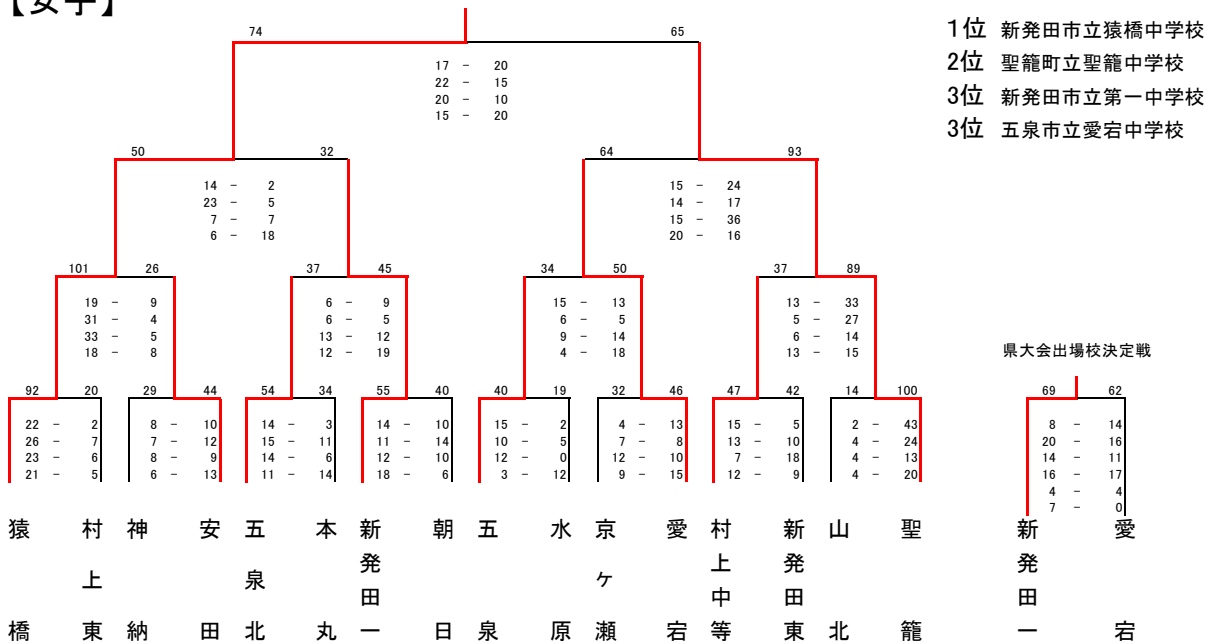 【女子】
1位 新発田市立猿橋中学校
2位 聖籠町立聖籠中学校
3位 新発田市立第一中学校
3位 五泉市立愛宕中学校
74 65
17 - 20
22 - 15
20 - 10
15 - 20
50 32 64 93
14 - 2 15 - 24
23 - 5 14 - 17
7 - 7 15 - 36
6 - 18 20 - 16
101 26 37 45 34 50 37 89
19 - 9 6 - 9 15 - 13 13 - 33
31 - 4 6 - 5 6 - 5 5 - 27
33 - 5 13 - 12 9 - 14 6 - 14
18 - 8 12 - 19 4 - 18 13 - 15
県大会出場校決定戦
92 20 29 44 54 34 55 40 40 19 32 46 47 42 14 100 69 62
22 - 2 8 - 10 14 - 3 14 - 10 15 - 2 4 - 13 15 - 5 2 - 43 8 - 14
26 - 7 7 - 12 15 - 11 11 - 14 10 - 5 7 - 8 13 - 10 4 - 24 20 - 16
23 - 6 8 - 9 14 - 6 12 - 10 12 - 0 12 - 10 7 - 18 4 - 13 14 - 11
21 - 5 6 - 13 11 - 14 18 - 6 3 - 12 9 - 15 12 - 9 4 - 20 16 - 17
4 - 4
7 - 0
猿橋
村上東
神納
安田
五泉北
本丸
新発田一
朝日
五泉
水原
京ケ瀬
愛宕
村上中等
新発田東
山北
聖籠
新発田一
愛宕